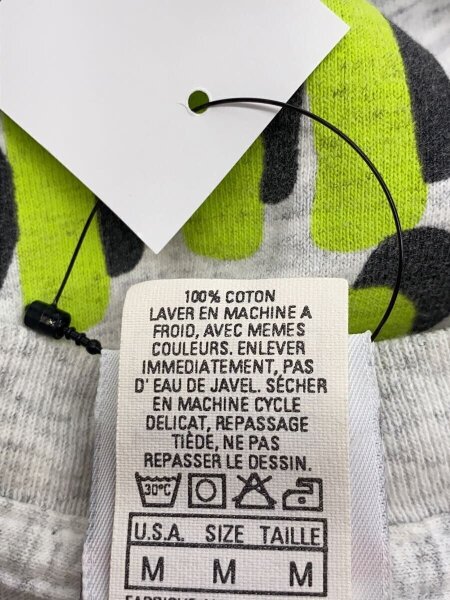 100% COTON
LAVER EN MACHINE A
FROID, AVEC MEMES
COULEURS. ENLEVER
IMMEDIATEMENT, PAS
D'EAU DE JAVEL. SÉCHER
EN MACHINE CYCLE
DELICAT, REPASSAGE
TIÈDE, NE PAS
REPASSER LE DESSIN.
30°C
U.S.A. SIZE TAILLE
M M M